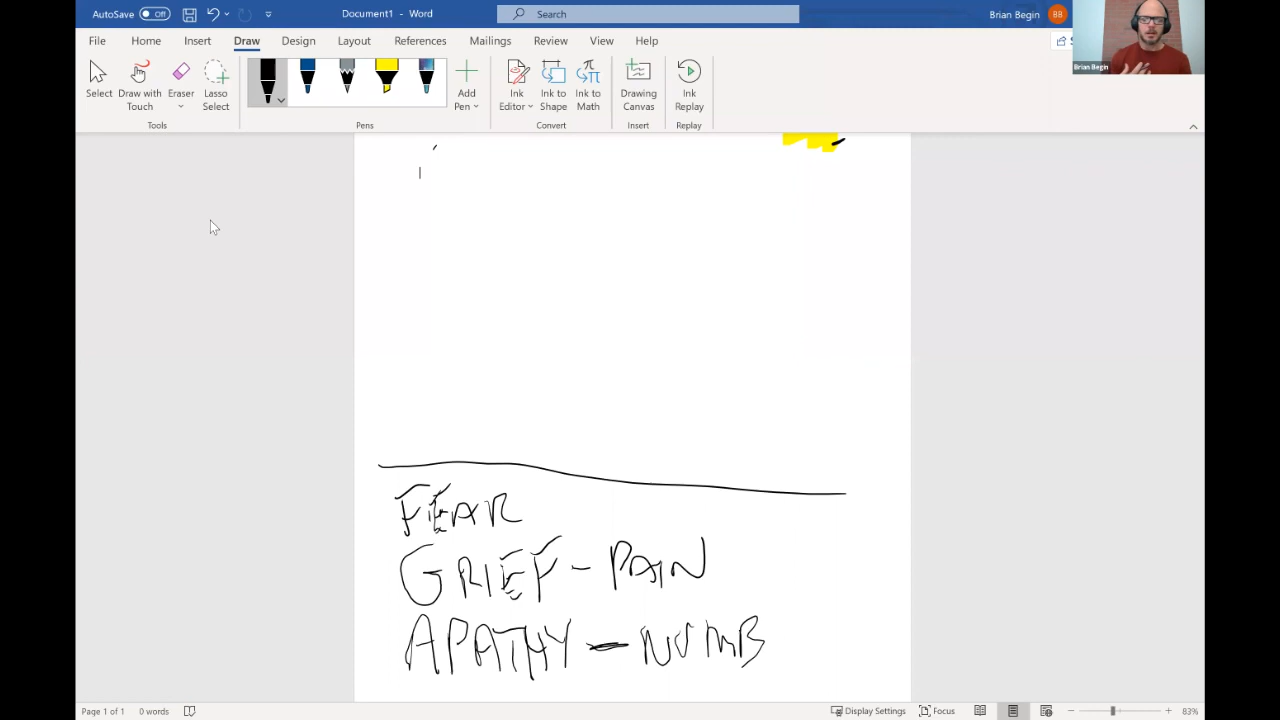 AutoSave Off Document1 - Word Search Brian Begin BB
File Home Insert Draw Design Layout References Mailings Review View Help
Brian Begin
Select Draw with Touch Eraser Lasso Select Add Pen Ink Editor Ink to Shape Ink to Math Drawing Canvas Ink Replay
Tools Pens Convert Insert Replay
FEAR
GRIEF - PAIN
APATHY - NUMB
Page 1 of 1 0 words Display Settings Focus 83%